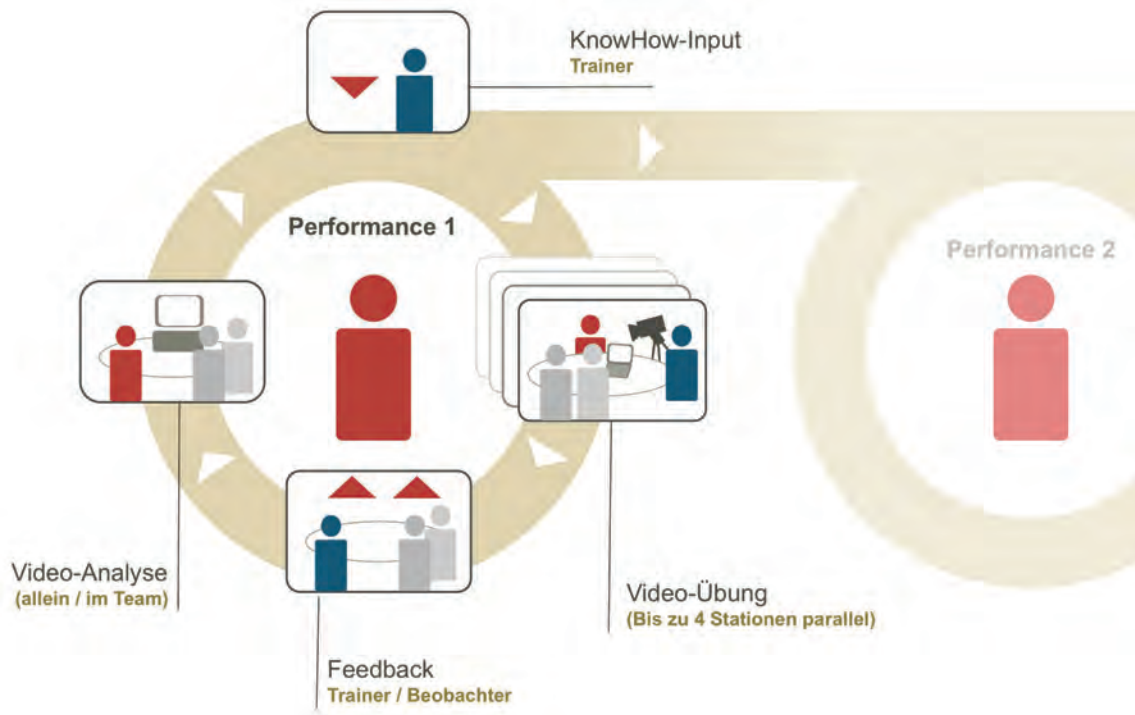 KnowHow-Input
Trainer
Performance 1
Performance 2
Video-Analyse
(allein / im Team)
Video-Übung
(Bis zu 4 Stationen parallel)
Feedback
Trainer / Beobachter